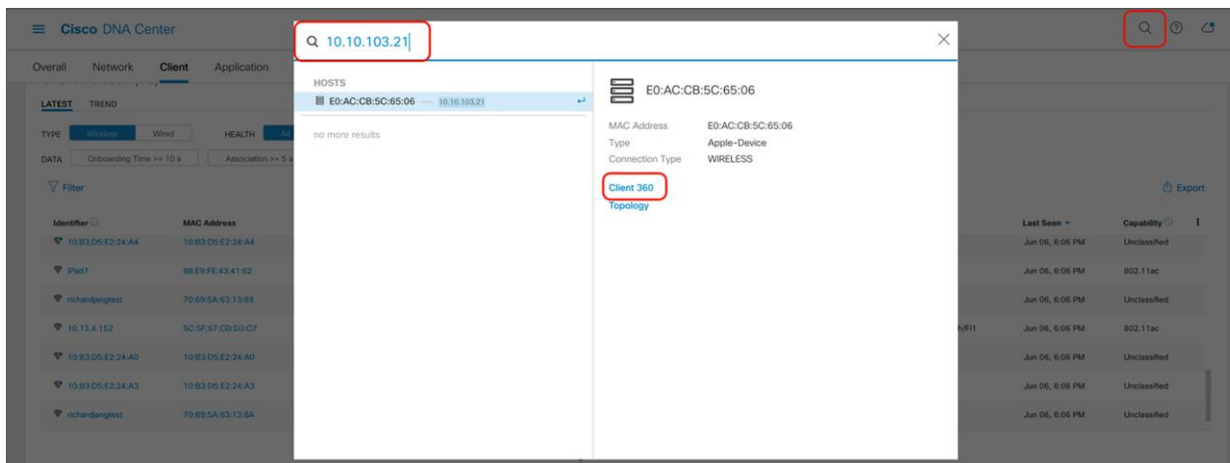 Cisco DNA Center
10.10.103.21
Overall Network Client Application
HOSTS
E0:AC:CB:5C:65:06 — 10.10.103.21
no more results
E0:AC:CB:5C:65:06
MAC Address E0:AC:CB:5C:65:06
Type Apple-Device
Connection Type WIRELESS
Client 360
Topology
LATEST TREND
TYPE Wireless Wired HEALTH All
DATA Onboarding Time >= 10 s Association >= 5 s
Filter
Export
Identifier MAC Address Last Seen Capability
10:B3:D5:E2:24:A4 10:B3:D5:E2:24:A4 Jun 06, 6:06 PM Unclassified
iPad7 88:E9:FE:43:41:62 Jun 06, 6:06 PM 802.11ac
richardjangtest 70:69:5A:63:13:89 Jun 06, 6:06 PM Unclassified
10.13.4.152 5C:5F:67:CD:D3:C7 Jun 06, 6:06 PM 802.11ac
10:B3:D5:E2:24:A0 10:B3:D5:E2:24:A0 Jun 06, 6:06 PM Unclassified
10:B3:D5:E2:24:A3 10:B3:D5:E2:24:A3 Jun 06, 6:06 PM Unclassified
richardjangtest 70:69:5A:63:13:8A Jun 06, 6:06 PM Unclassified